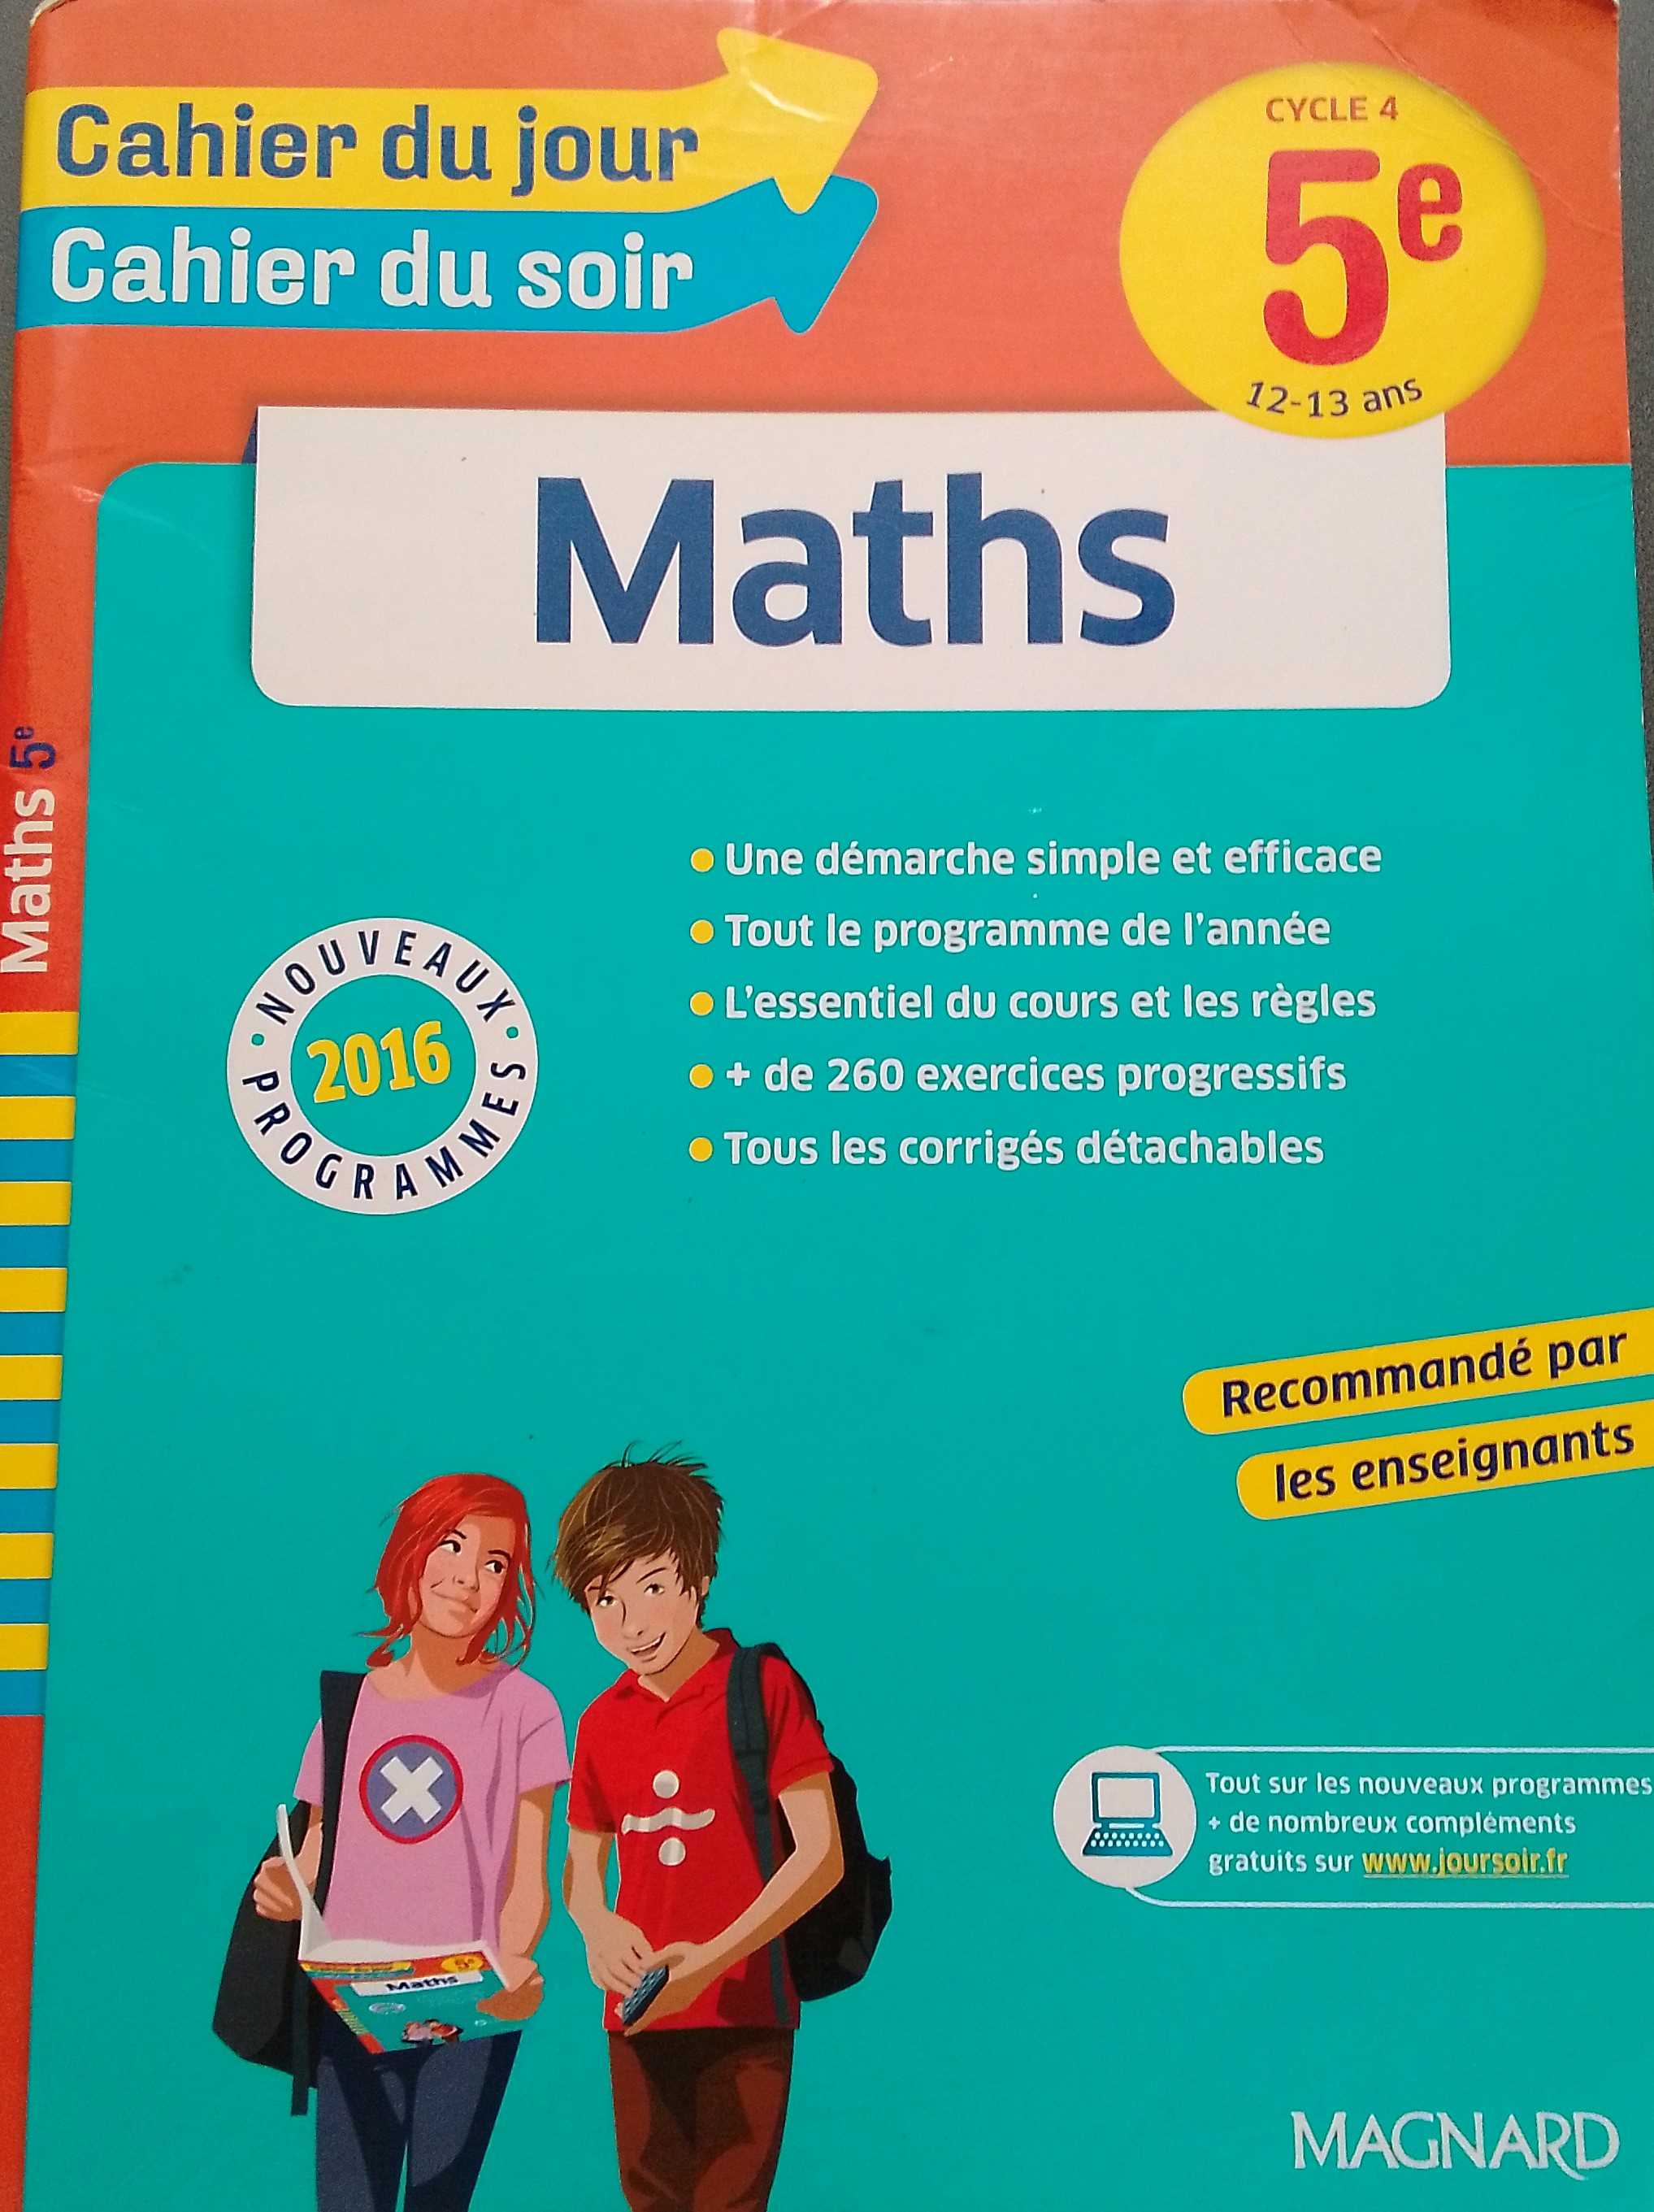 Cahier du jour
Cahier du soir
CYCLE 4
5e
12-13 ans
Maths
Maths 5e
• Une démarche simple et efficace
• Tout le programme de l'année
• L'essentiel du cours et les règles
• + de 260 exercices progressifs
• Tous les corrigés détachables
• NOUVEAUX •
2016
PROGRAMMES
Recommandé par
les enseignants
Maths
5e
Tout sur les nouveaux programmes
+ de nombreux compléments
gratuits sur www.joursoir.fr
MAGNARD